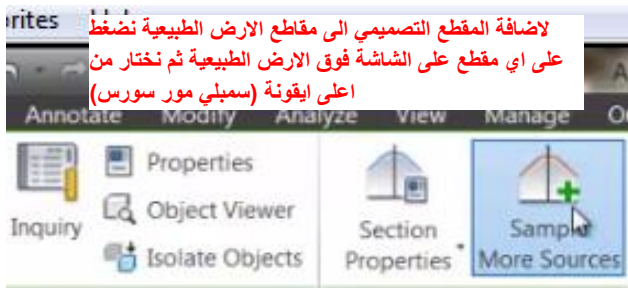 orites
لاضافة المقطع التصميمي الى مقاطع الارض الطبيعية نضغط
على اي مقطع على الشاشة فوق الارض الطبيعية ثم نختار من
اعلى ايقونة (سمبلي مور سورس)
Annotate Modify Analyze View Manage
Inquiry
Properties
Object Viewer
Isolate Objects
Section
Properties
Sample
More Sources